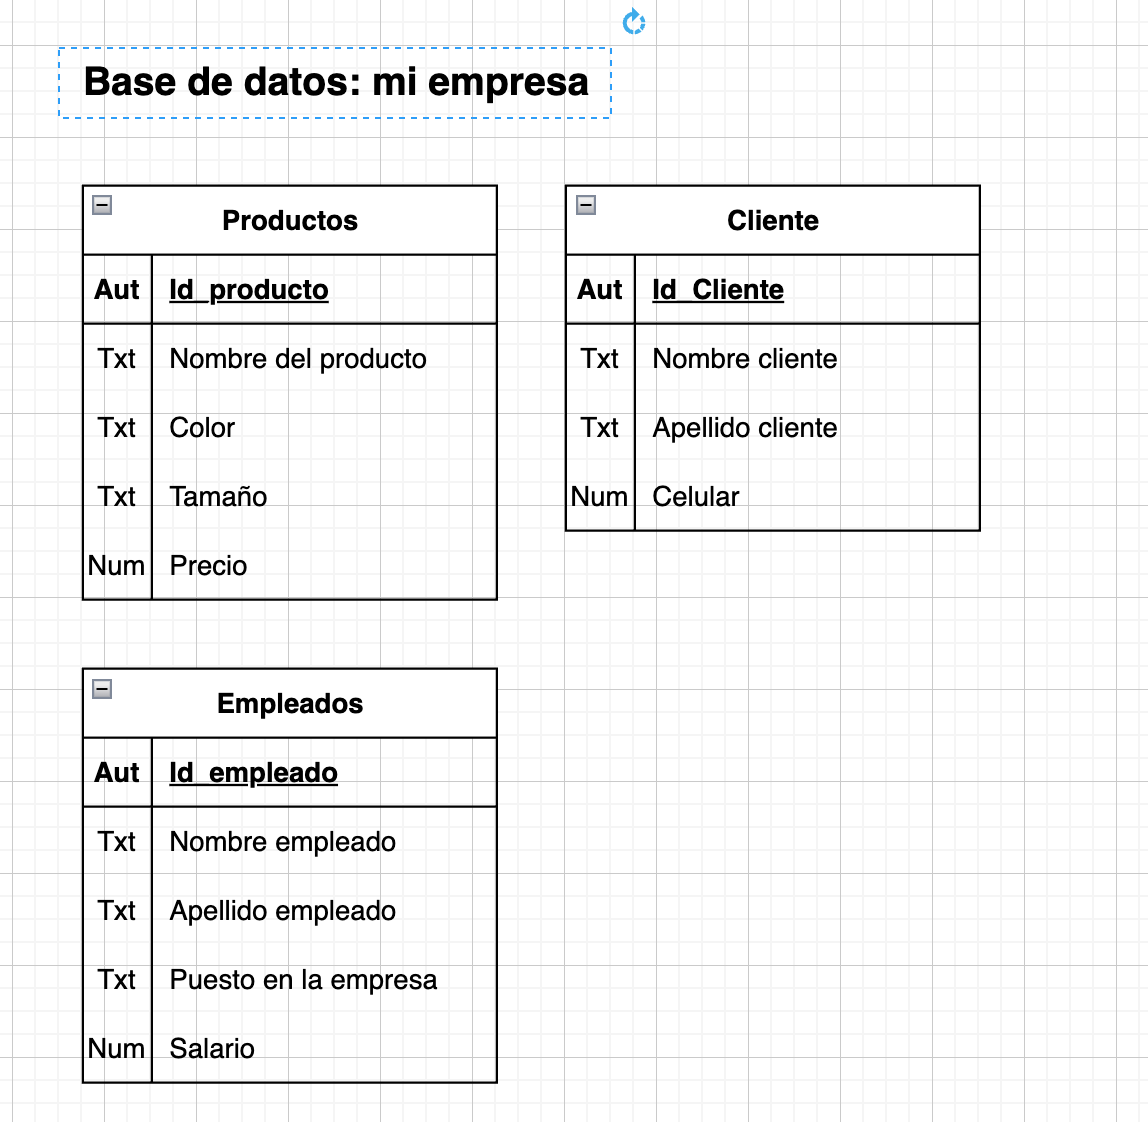 Base de datos: mi empresa
Productos
Aut Id_producto
Txt Nombre del producto
Txt Color
Txt Tamaño
Num Precio
Cliente
Aut Id_Cliente
Txt Nombre cliente
Txt Apellido cliente
Num Celular
Empleados
Aut Id_empleado
Txt Nombre empleado
Txt Apellido empleado
Txt Puesto en la empresa
Num Salario